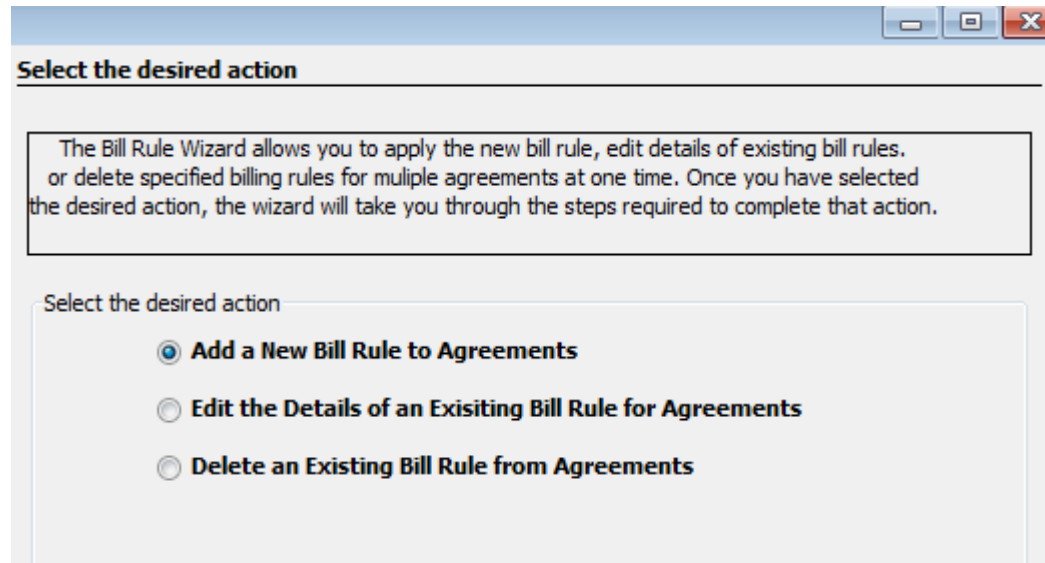 Select the desired action
The Bill Rule Wizard allows you to apply the new bill rule, edit details of existing bill rules.
or delete specified billing rules for muliple agreements at one time. Once you have selected
the desired action, the wizard will take you through the steps required to complete that action.
Select the desired action
Add a New Bill Rule to Agreements
Edit the Details of an Exisiting Bill Rule for Agreements
Delete an Existing Bill Rule from Agreements